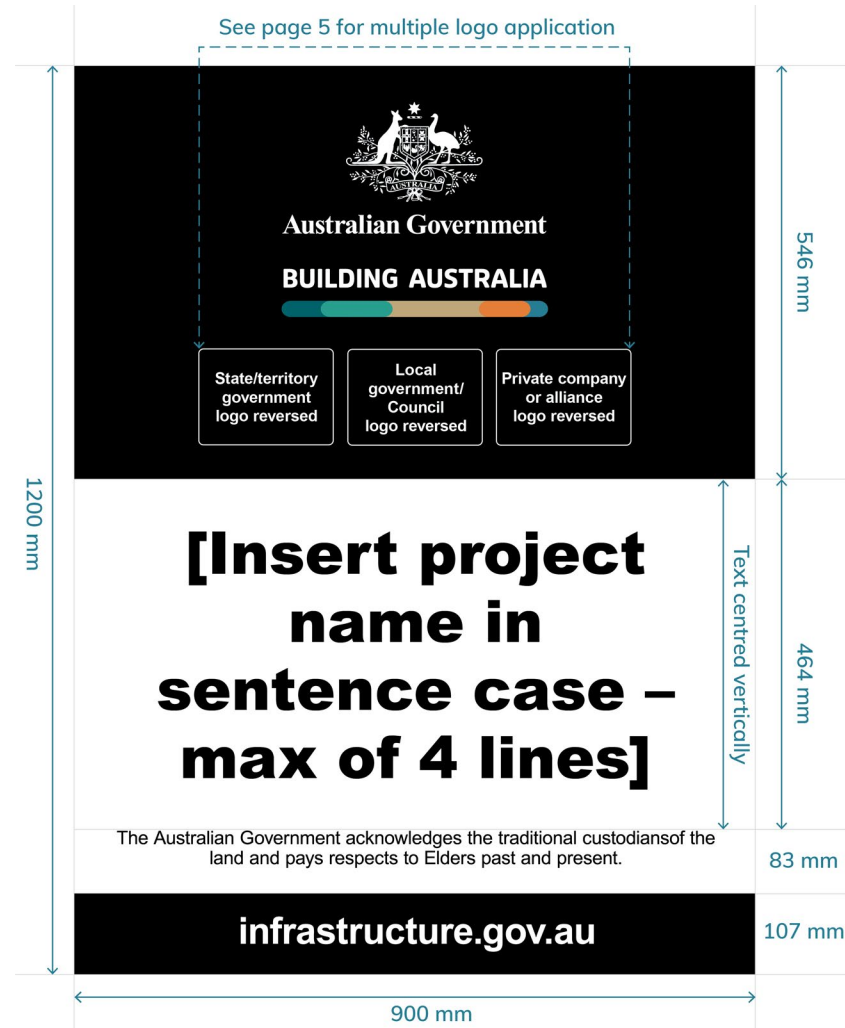 See page 5 for multiple logo application
AUSTRALIA
Australian Government
BUILDING AUSTRALIA
State/territory
government
logo reversed
Local
government/
Council
logo reversed
Private company
or alliance
logo reversed
546 mm
1200 mm
[Insert project
name in
sentence case –
max of 4 lines]
Text centred vertically
464 mm
The Australian Government acknowledges the traditional custodiansof the
land and pays respects to Elders past and present.
83 mm
infrastructure.gov.au
107 mm
900 mm